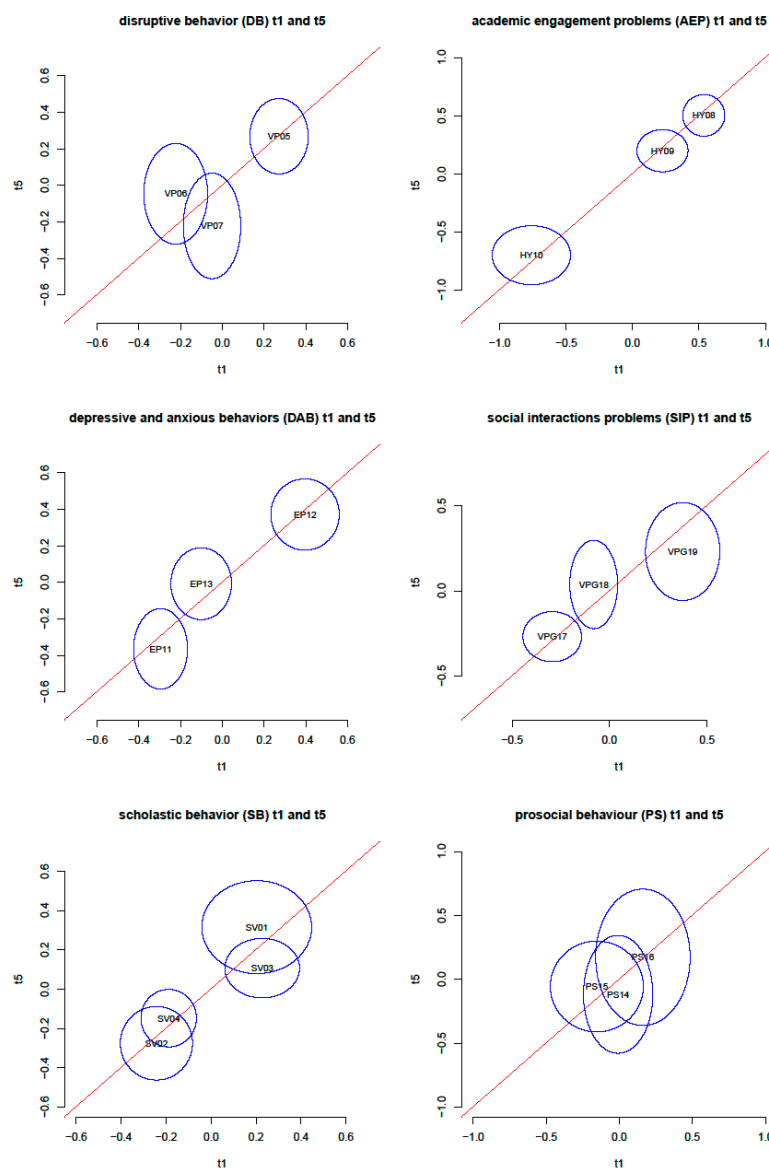 disruptive behavior (DB) t1 and t5
0.6
0.4
0.2
0.0
−0.2
−0.4
−0.6
t5
VP05
VP06
VP07
−0.6 −0.4 −0.2 0.0 0.2 0.4 0.6
t1
academic engagement problems (AEP) t1 and t5
1.0
0.5
0.0
−0.5
−1.0
t5
HY08
HY09
HY10
−1.0 −0.5 0.0 0.5 1.0
t1
depressive and anxious behaviors (DAB) t1 and t5
0.6
0.4
0.2
0.0
−0.2
−0.4
−0.6
t5
EP12
EP13
EP11
−0.6 −0.4 −0.2 0.0 0.2 0.4 0.6
t1
social interactions problems (SIP) t1 and t5
0.5
0.0
−0.5
t5
VPG19
VPG18
VPG17
−0.5 0.0 0.5
t1
scholastic behavior (SB) t1 and t5
0.6
0.4
0.2
0.0
−0.2
−0.4
−0.6
t5
SV01
SV03
SV04
SV02
−0.6 −0.4 −0.2 0.0 0.2 0.4 0.6
t1
prosocial behaviour (PS) t1 and t5
1.0
0.5
0.0
−0.5
−1.0
t5
PS16
PS15
PS14
−1.0 −0.5 0.0 0.5 1.0
t1